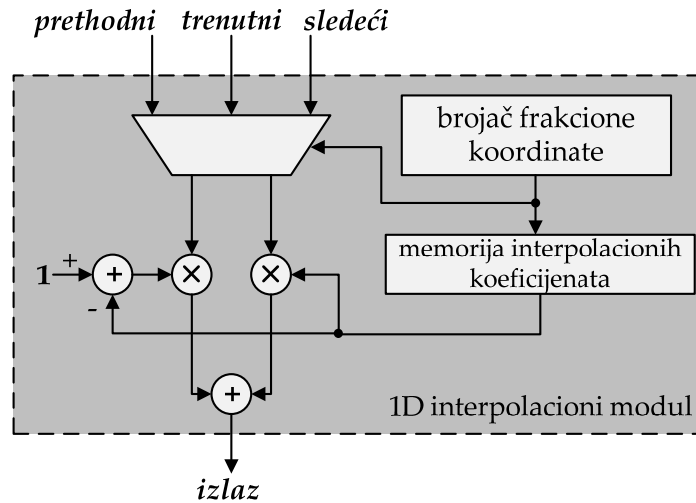 prethodni trenutni sledeći
brojač frakcione
koordinate
memorija interpolacionih
koeficijenata
1 + + × ×
-
+
1D interpolacioni modul
izlaz